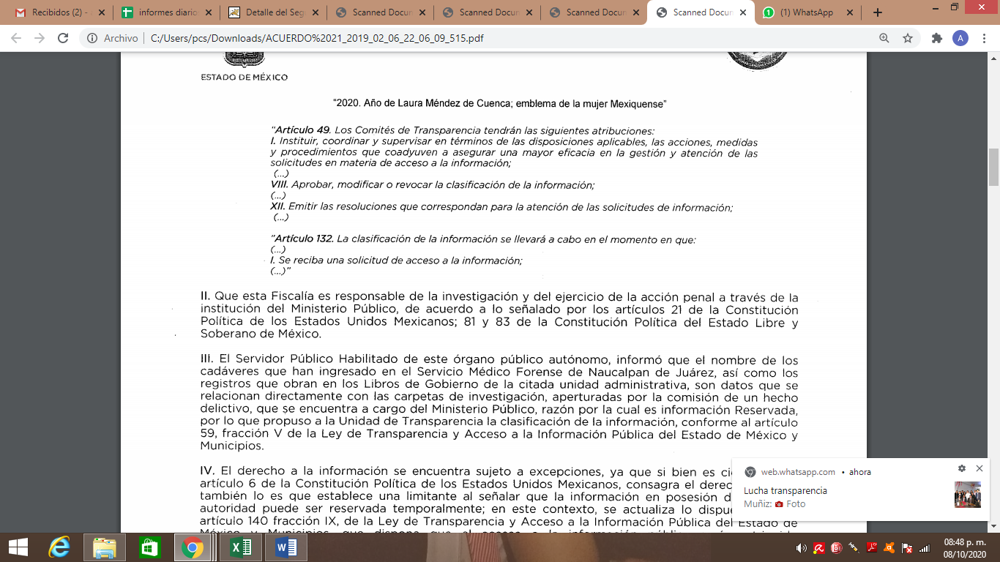 Recibidos (2) -
informes diario
Detalle del Seg
Scanned Docun
Scanned Docun
Scanned Docun
Scanned Docun
(1) WhatsApp
Archivo
C:/Users/pcs/Downloads/ACUERDO%2021_2019_02_06_22_06_09_515.pdf
A
ESTADO DE MÉXICO
"2020. Año de Laura Méndez de Cuenca; emblema de la mujer Mexiquense"
"Artículo 49. Los Comités de Transparencia tendrán las siguientes atribuciones:
I. Instituir, coordinar y supervisar en términos de las disposiciones aplicables, las acciones, medidas
y procedimientos que coadyuven a asegurar una mayor eficacia en la gestión y atención de las
solicitudes en materia de acceso a la información;
(...)
VIII. Aprobar, modificar o revocar la clasificación de la información;
(...)
XII. Emitir las resoluciones que correspondan para la atención de las solicitudes de información;
(...)
"Artículo 132. La clasificación de la información se llevará a cabo en el momento en que:
(...)
I. Se reciba una solicitud de acceso a la información;
(...)"
II. Que esta Fiscalía es responsable de la investigación y del ejercicio de la acción penal a través de la
institución del Ministerio Público, de acuerdo a lo señalado por los artículos 21 de la Constitución
Política de los Estados Unidos Mexicanos; 81 y 83 de la Constitución Política del Estado Libre y
Soberano de México.
III. El Servidor Público Habilitado de este órgano público autónomo, informó que el nombre de los
cadáveres que han ingresado en el Servicio Médico Forense de Naucalpan de Juárez, así como los
registros que obran en los Libros de Gobierno de la citada unidad administrativa, son datos que se
relacionan directamente con las carpetas de investigación, aperturadas por la comisión de un hecho
delictivo, que se encuentra a cargo del Ministerio Público, razón por la cual es información Reservada,
por lo que propuso a la Unidad de Transparencia la clasificación de la información, conforme al artículo
59, fracción V de la Ley de Transparencia y Acceso a la Información Pública del Estado de México y
Municipios.
IV. El derecho a la información se encuentra sujeto a excepciones, ya que si bien es ci
artículo 6 de la Constitución Política de los Estados Unidos Mexicanos, consagra el derec
también lo es que establece una limitante al señalar que la información en posesión d
autoridad puede ser reservada temporalmente; en este contexto, se actualiza lo dispue
artículo 140 fracción IX, de la Ley de Transparencia y Acceso a la Información Pública del Estado de
web.whatsapp.com • ahora
Lucha transparencia
Muñiz: Foto
08:48 p. m.
08/10/2020